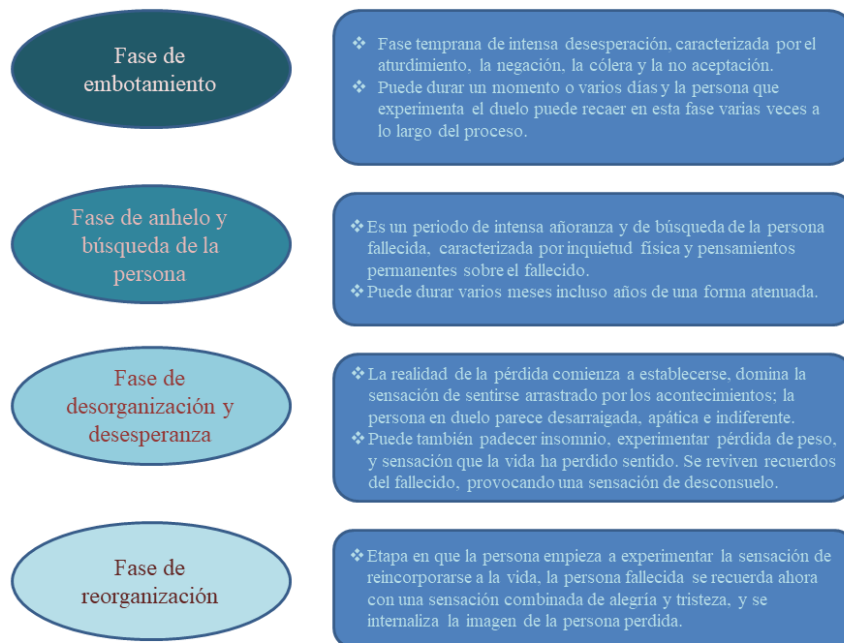 Fase de
embotamiento
❖ Fase temprana de intensa desesperación, caracterizada por el
aturdimiento, la negación, la cólera y la no aceptación.
❖ Puede durar un momento o varios días y la persona que
experimenta el duelo puede recaer en esta fase varias veces a
lo largo del proceso.
Fase de anhelo y
búsqueda de la
persona
❖Es un periodo de intensa añoranza y de búsqueda de la persona
fallecida, caracterizada por inquietud física y pensamientos
permanentes sobre el fallecido.
❖Puede durar varios meses incluso años de una forma atenuada.
Fase de
desorganización y
desesperanza
❖La realidad de la pérdida comienza a establecerse, domina la
sensación de sentirse arrastrado por los acontecimientos; la
persona en duelo parece desarraigada, apática e indiferente.
❖Puede también padecer insomnio, experimentar pérdida de peso,
y sensación que la vida ha perdido sentido. Se reviven recuerdos
del fallecido, provocando una sensación de desconsuelo.
Fase de
reorganización
❖Etapa en que la persona empieza a experimentar la sensación de
reincorporarse a la vida, la persona fallecida se recuerda ahora
con una sensación combinada de alegría y tristeza, y se
internaliza la imagen de la persona perdida.